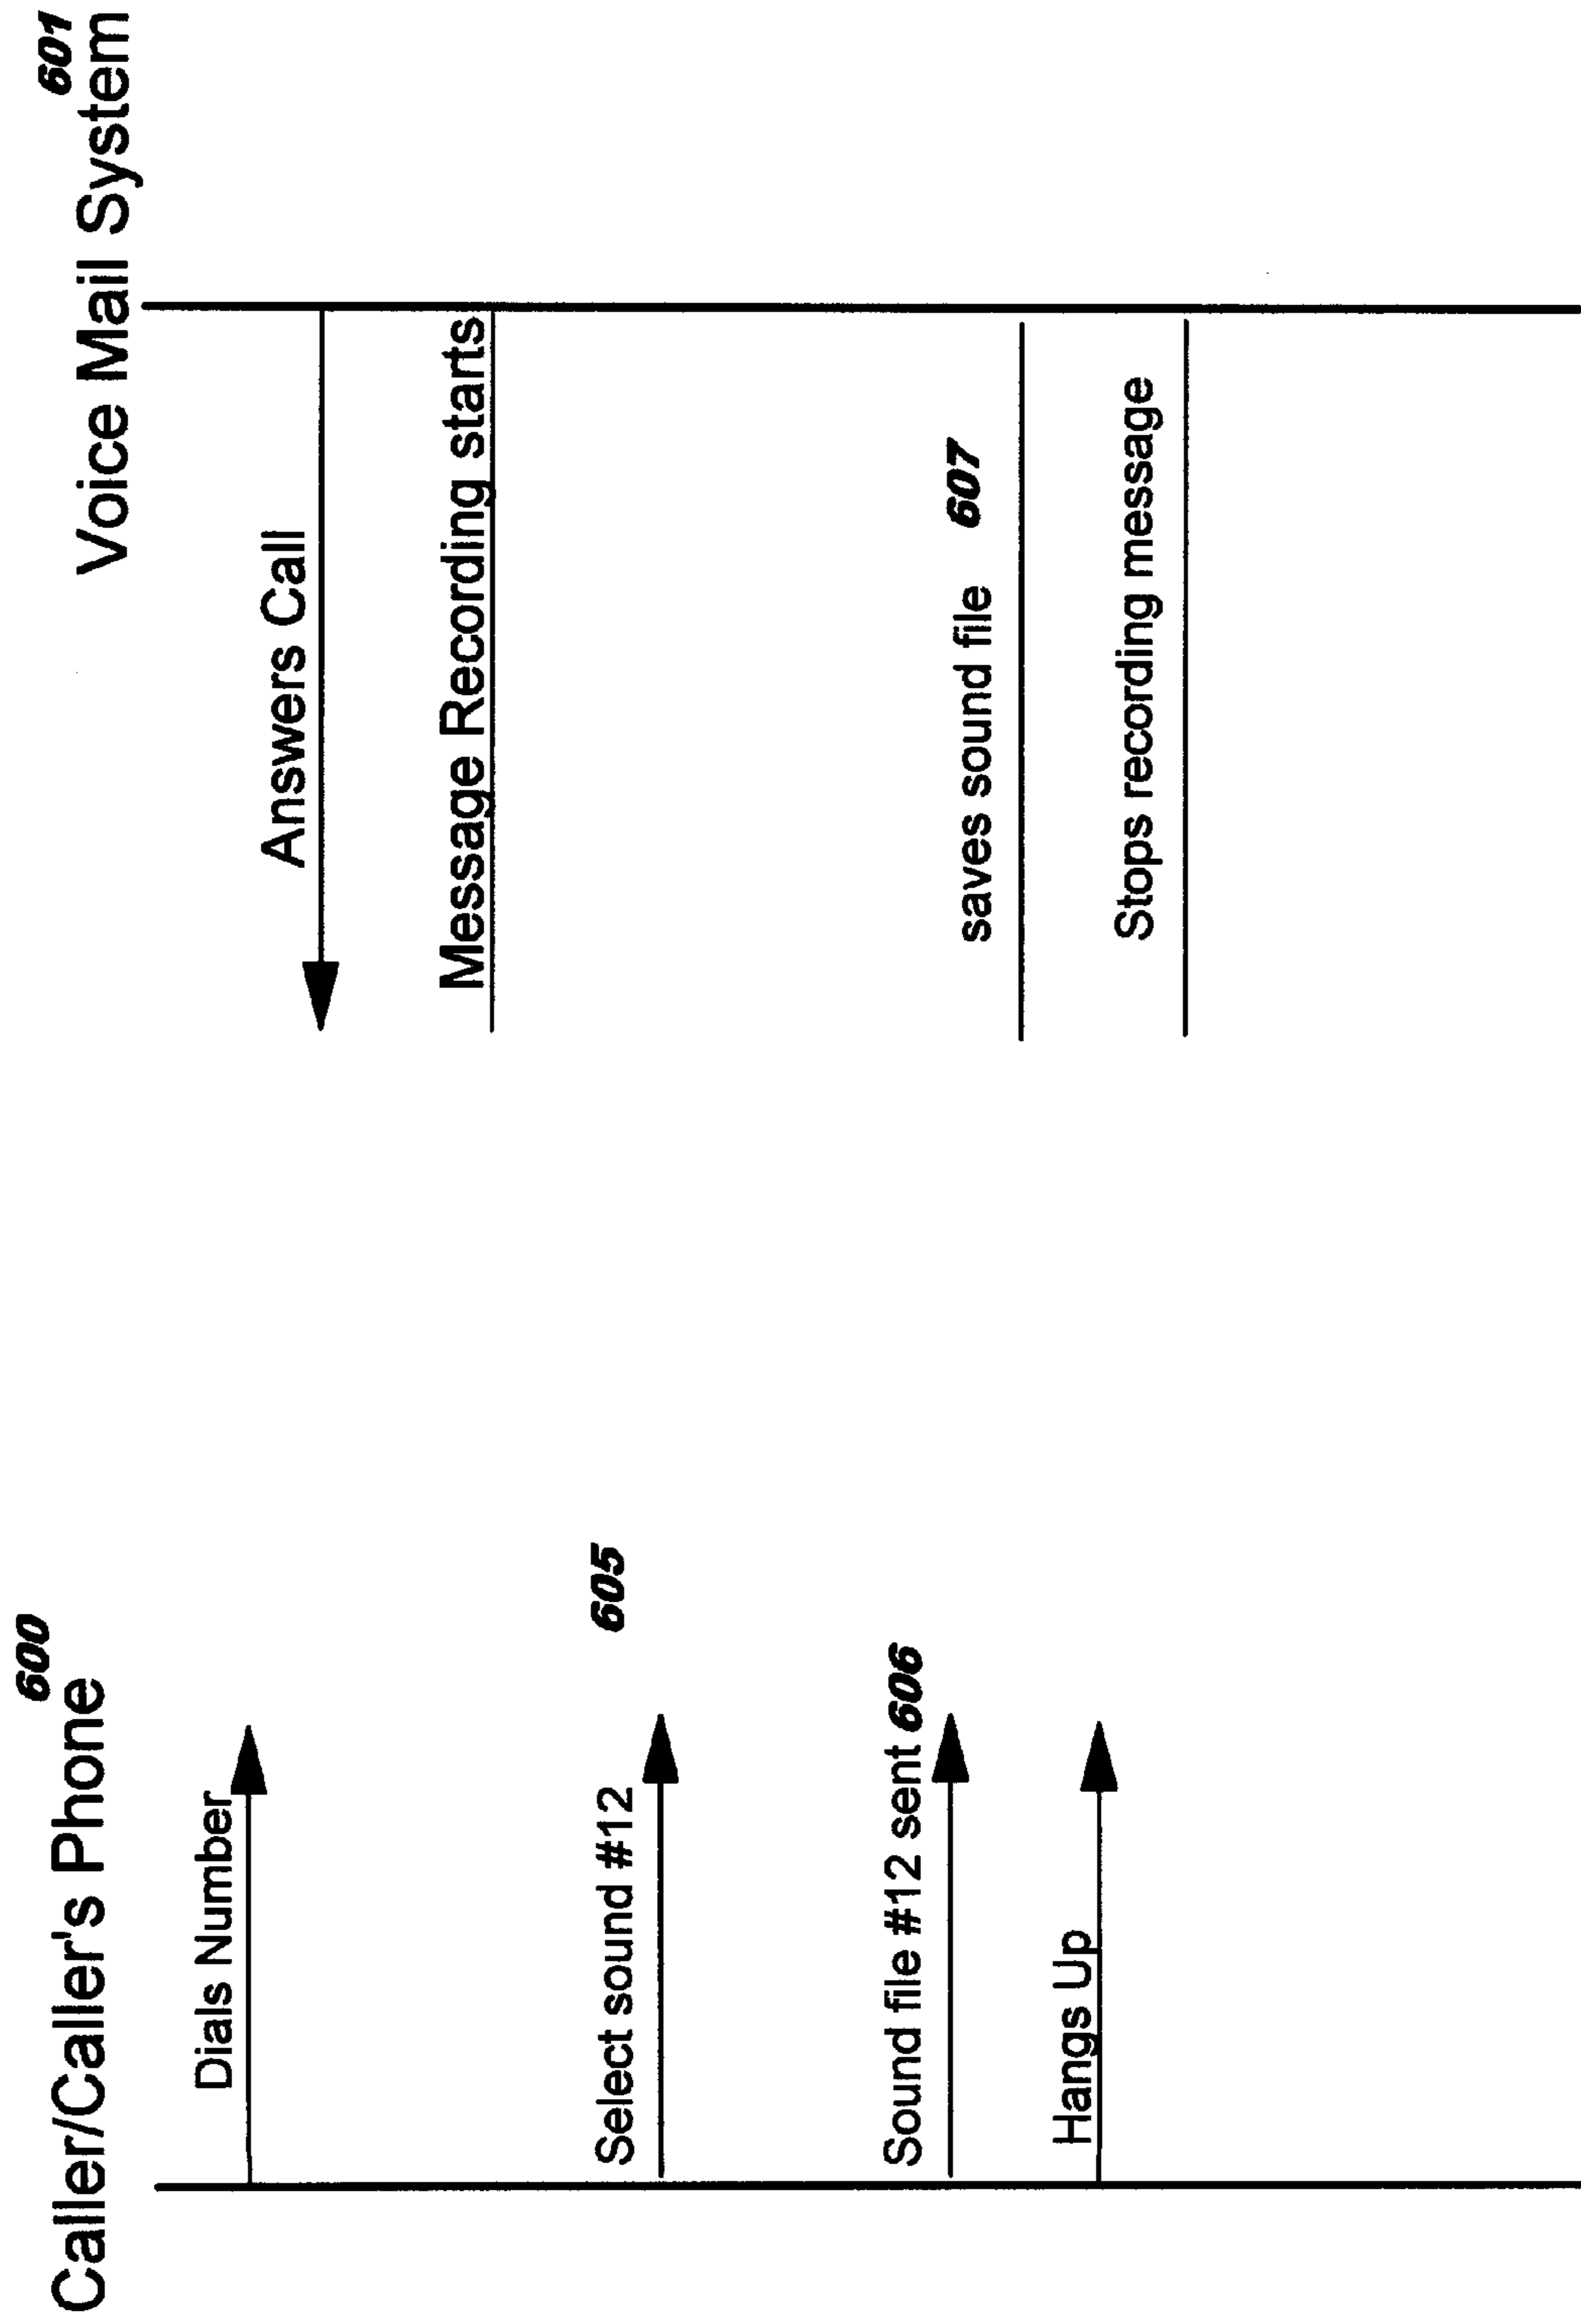 600
Caller/Caller's Phone
601
Voice Mail System
Dials Number
Answers Call
Message Recording starts
Select sound #12 605
Sound file #12 sent 606
saves sound file 607
Hangs Up
Stops recording message